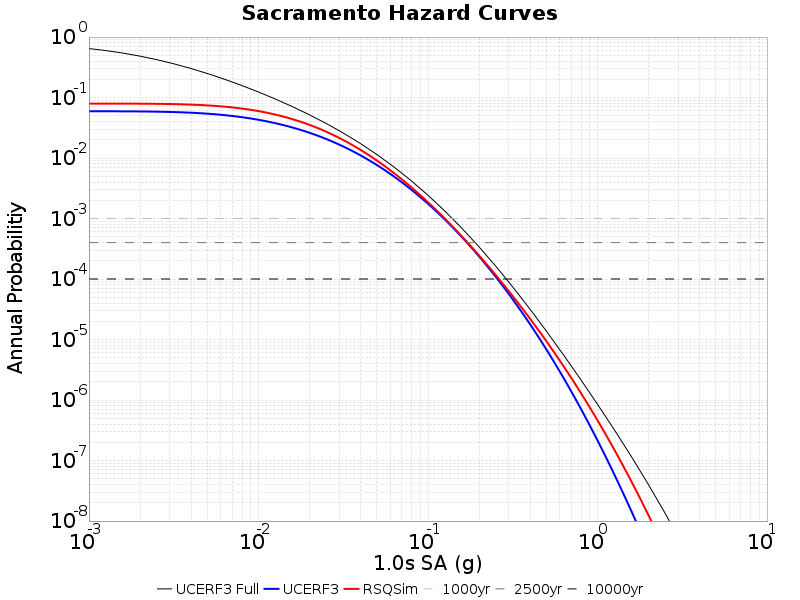 Sacramento Hazard Curves
10^0
10^-1
10^-2
10^-3
10^-4
10^-5
10^-6
10^-7
10^-8
Annual Probabilitiy
10^-3 10^-2 10^-1 10^0 10^1
1.0s SA (g)
UCERF3 Full UCERF3 RSQSim 1000yr 2500yr 10000yr